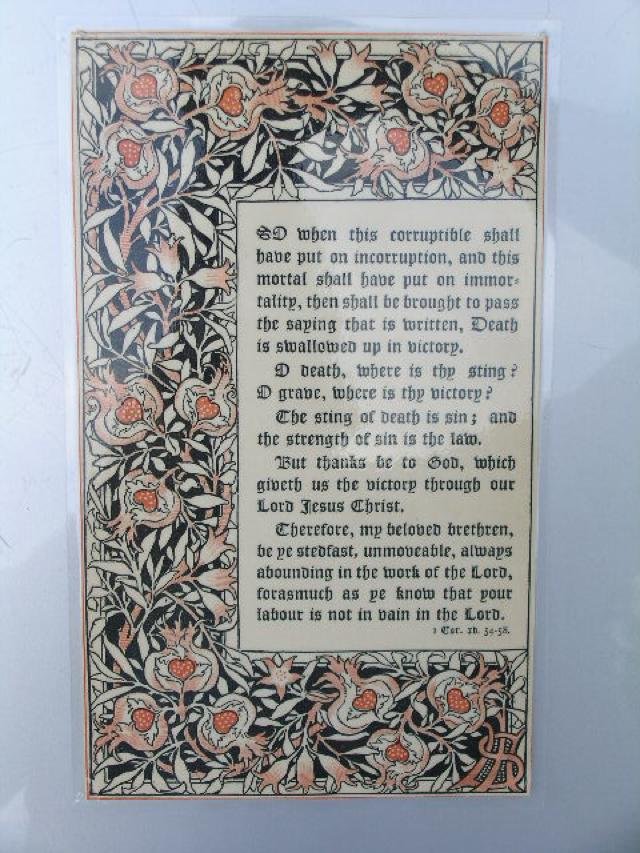 SO when this corruptible shall
have put on incorruption, and this
mortal shall have put on immor=
tality, then shall be brought to pass
the saying that is written, Death
is swallowed up in victory.
O death, where is thy sting?
O grave, where is thy victory?
The sting of death is sin; and
the strength of sin is the law.
But thanks be to God, which
giveth us the victory through our
Lord Jesus Christ.
Therefore, my beloved brethren,
be ye stedfast, unmoveable, always
abounding in the work of the Lord,
forasmuch as ye know that your
labour is not in vain in the Lord.
1 Cor. xv. 54-58.